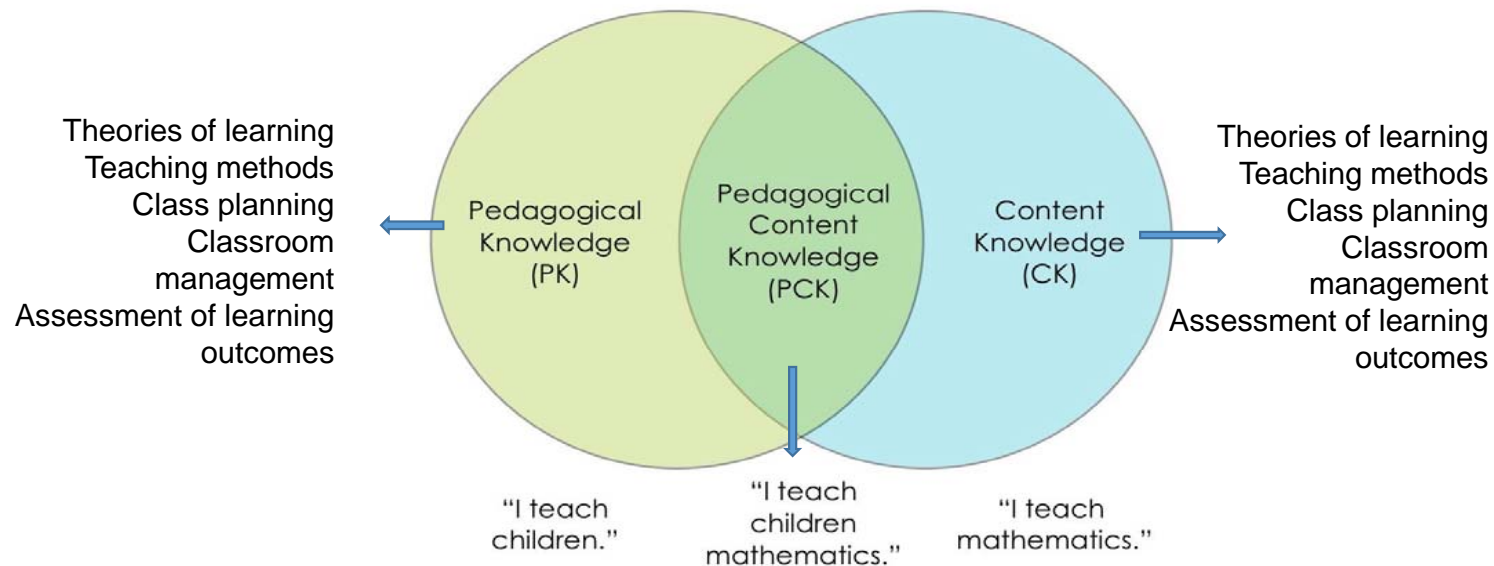 Theories of learning
Teaching methods
Class planning
Classroom
management
Assessment of learning
outcomes
Pedagogical
Knowledge
(PK)
Pedagogical
Content
Knowledge
(PCK)
Content
Knowledge
(CK)
Theories of learning
Teaching methods
Class planning
Classroom
management
Assessment of learning
outcomes
“I teach
children.”
“I teach
children
mathematics.”
“I teach
mathematics.”